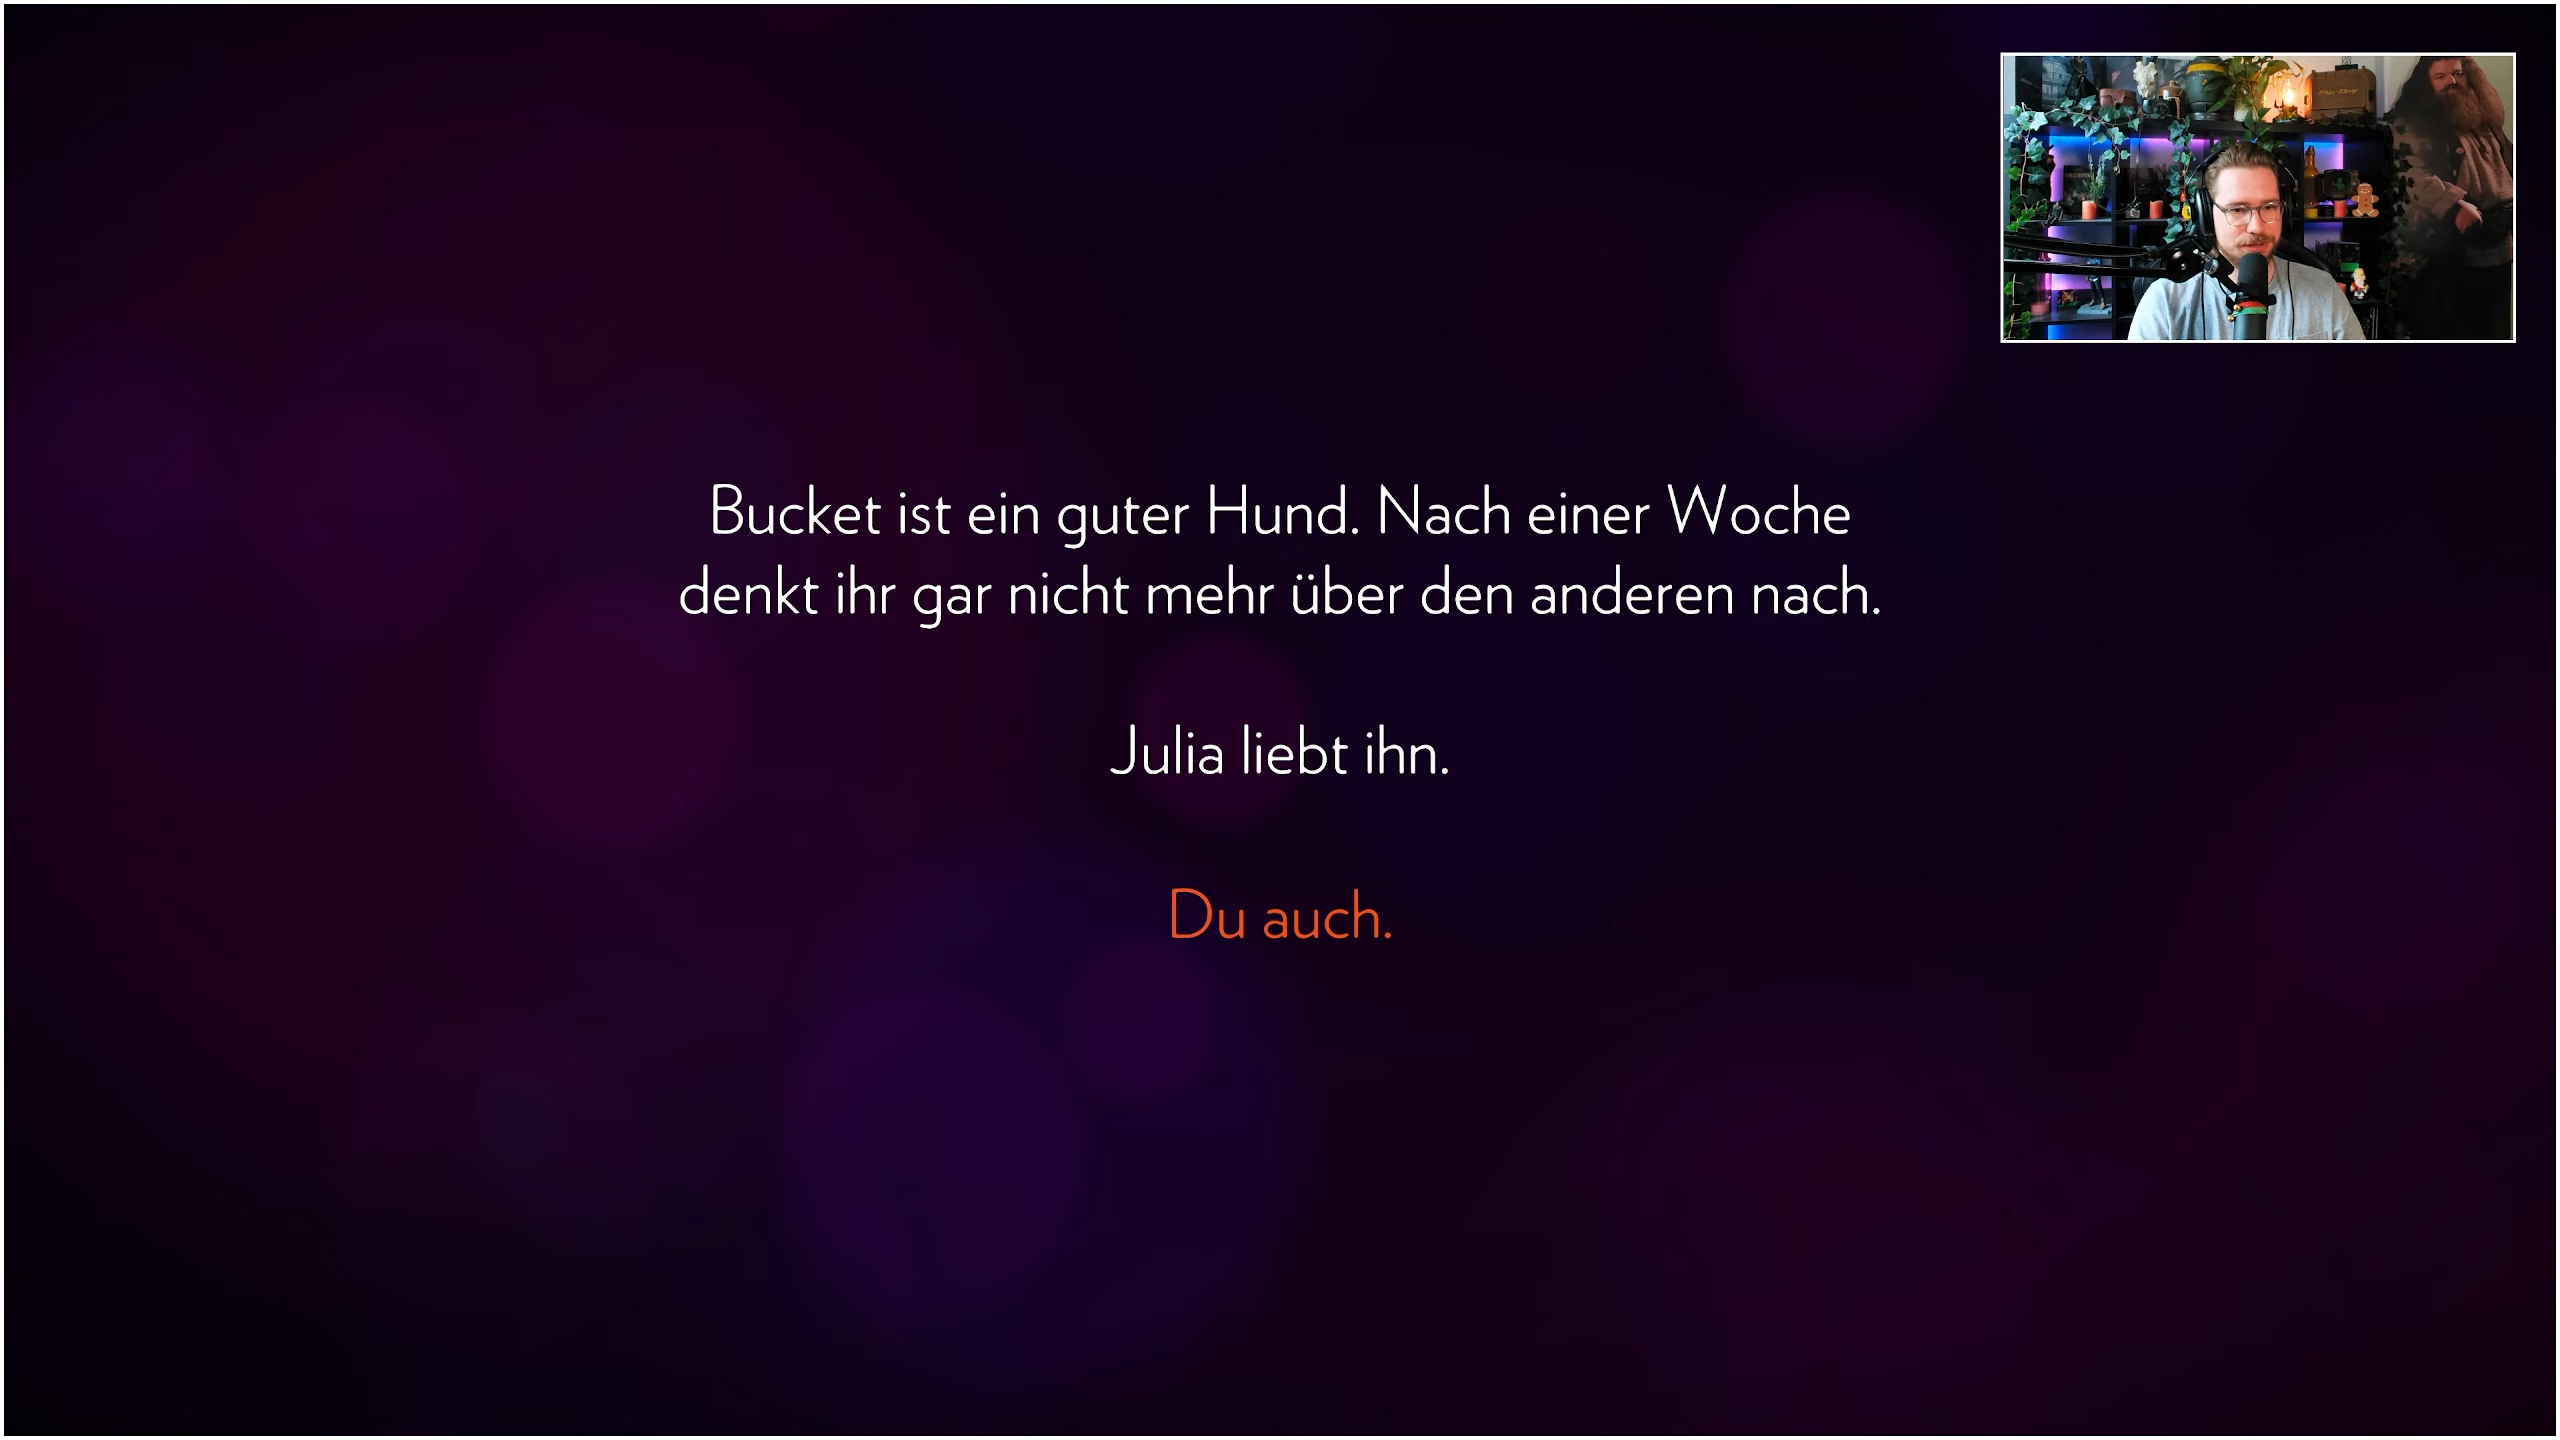 Bucket ist ein guter Hund. Nach einer Woche
denkt ihr gar nicht mehr über den anderen nach.
Julia liebt ihn.
Du auch.